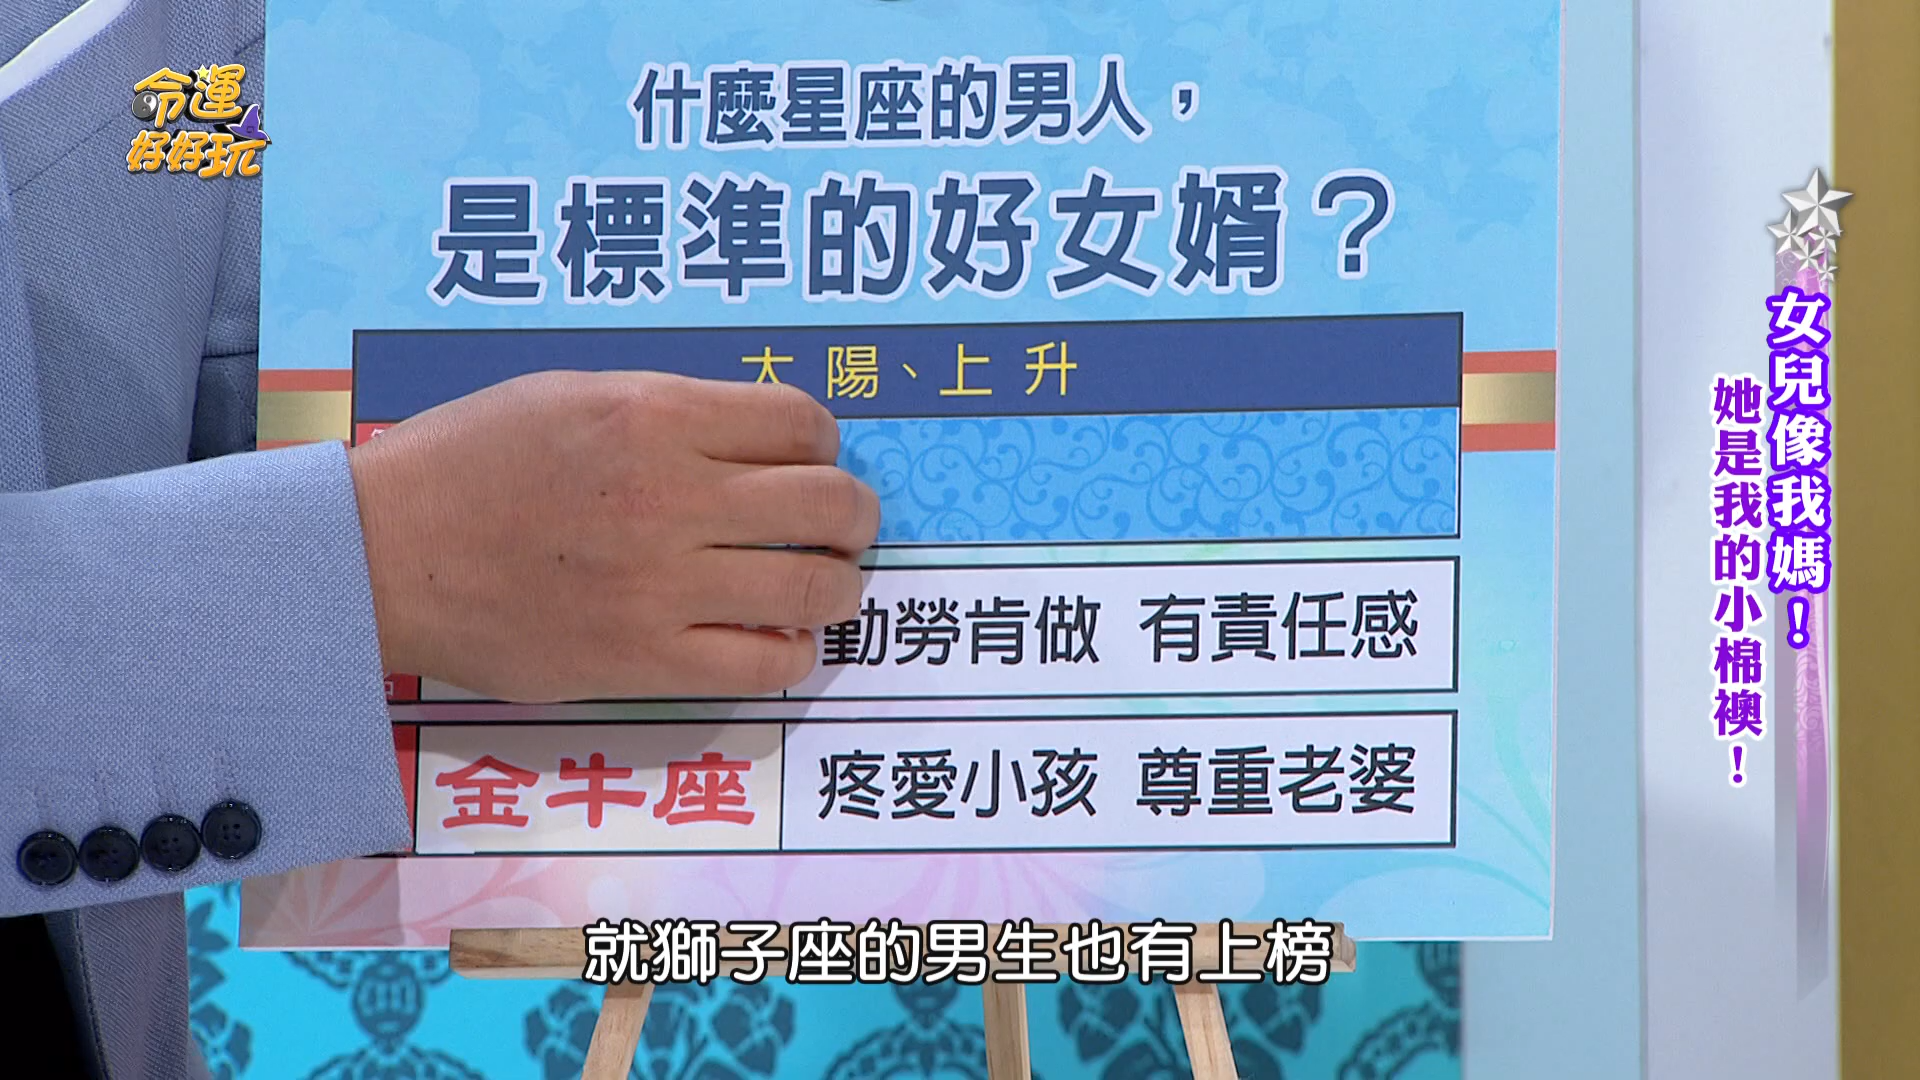 命運
好好玩
什麼星座的男人，
是標準的好女婿？
太陽、上升
勤勞肯做 有責任感
金牛座
疼愛小孩 尊重老婆
女兒像我媽！
她是我的小棉襖！
就獅子座的男生也有上榜